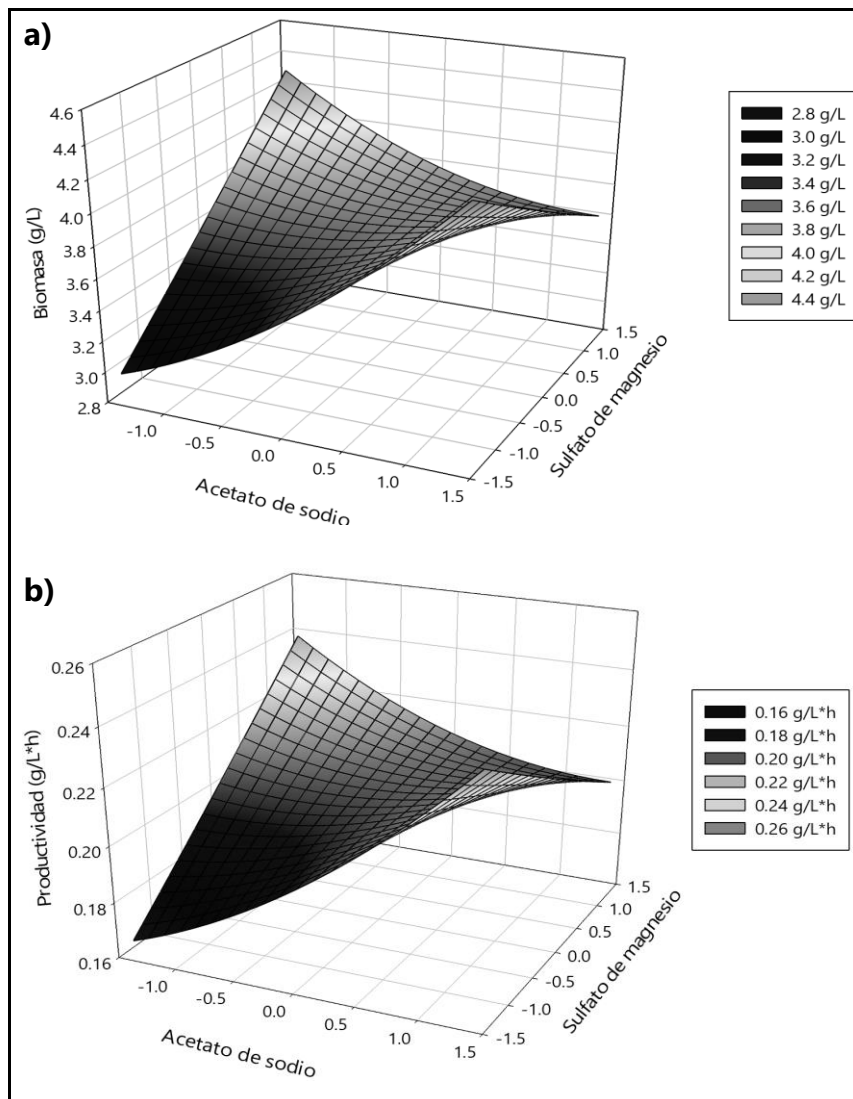 a)
Biomasa (g/L)
4.6
4.4
4.2
4.0
3.8
3.6
3.4
3.2
3.0
2.8
-1.0
-0.5
0.0
0.5
1.0
1.5
Acetato de sodio
-1.5
-1.0
-0.5
0.0
0.5
1.0
1.5
Sulfato de magnesio
2.8 g/L
3.0 g/L
3.2 g/L
3.4 g/L
3.6 g/L
3.8 g/L
4.0 g/L
4.2 g/L
4.4 g/L
b)
Productividad (g/L*h)
0.26
0.24
0.22
0.20
0.18
0.16
-1.0
-0.5
0.0
0.5
1.0
1.5
Acetato de sodio
-1.5
-1.0
-0.5
0.0
0.5
1.0
1.5
Sulfato de magnesio
0.16 g/L*h
0.18 g/L*h
0.20 g/L*h
0.22 g/L*h
0.24 g/L*h
0.26 g/L*h